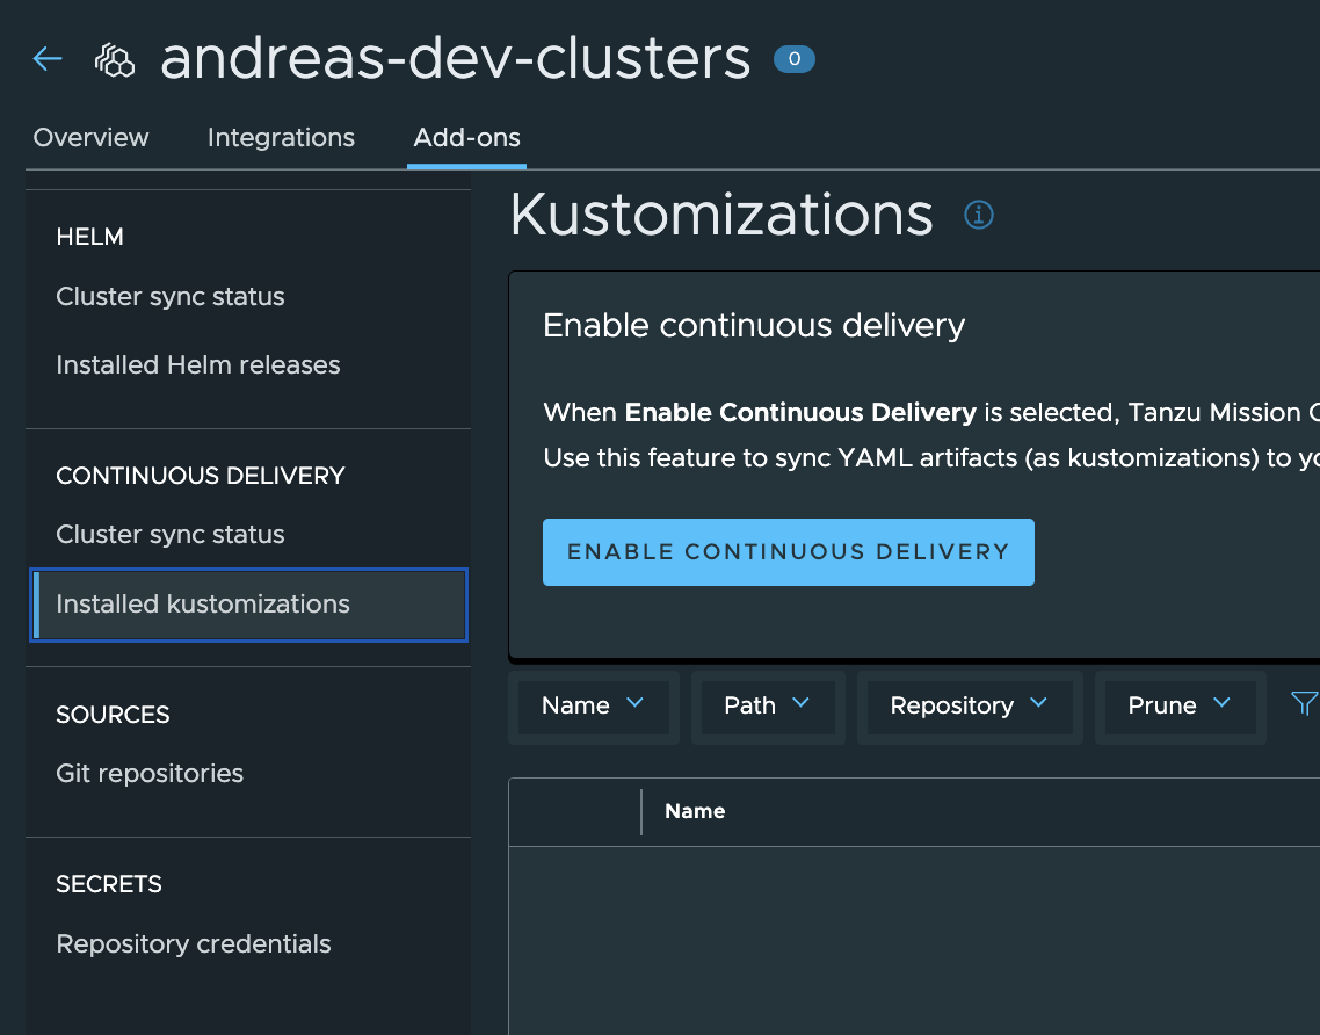 andreas-dev-clusters 0
Overview Integrations Add-ons
HELM
Cluster sync status
Installed Helm releases
CONTINUOUS DELIVERY
Cluster sync status
Installed kustomizations
SOURCES
Git repositories
SECRETS
Repository credentials
Kustomizations
Enable continuous delivery
When Enable Continuous Delivery is selected, Tanzu Mission
Use this feature to sync YAML artifacts (as kustomizations) to
ENABLE CONTINUOUS DELIVERY
Name Path Repository Prune
Name